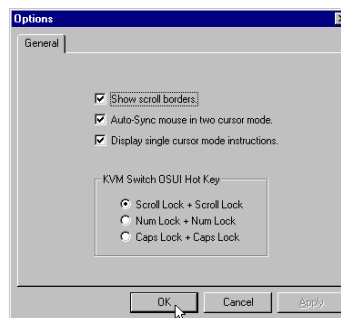 Options
General
Show scroll borders.
Auto-Sync mouse in two cursor mode.
Display single cursor mode instructions.
KVM Switch OSUI Hot Key
Scroll Lock + Scroll Lock
Num Lock + Num Lock
Caps Lock + Caps Lock
OK Cancel Apply